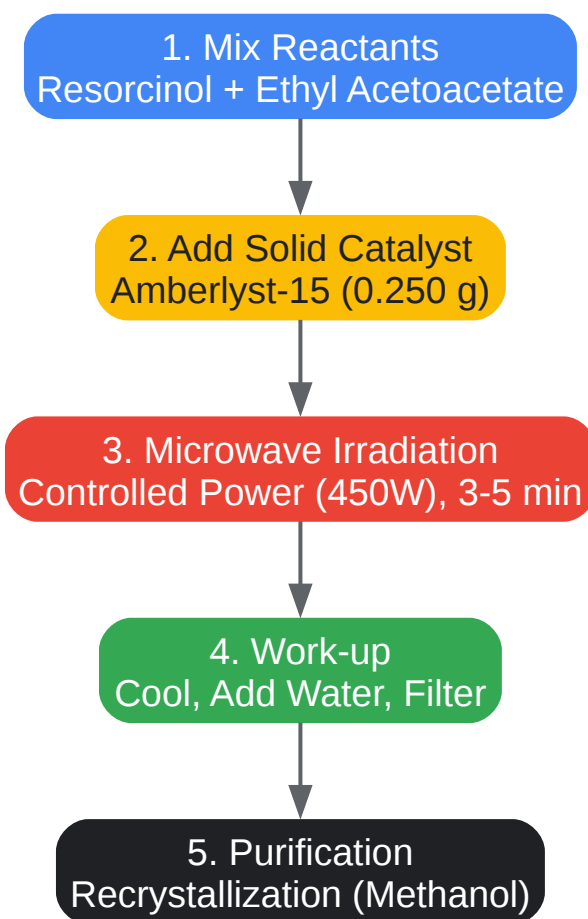 1. Mix Reactants
Resorcinol + Ethyl Acetoacetate
2. Add Solid Catalyst
Amberlyst-15 (0.250 g)
3. Microwave Irradiation
Controlled Power (450W), 3-5 min
4. Work-up
Cool, Add Water, Filter
5. Purification
Recrystallization (Methanol)